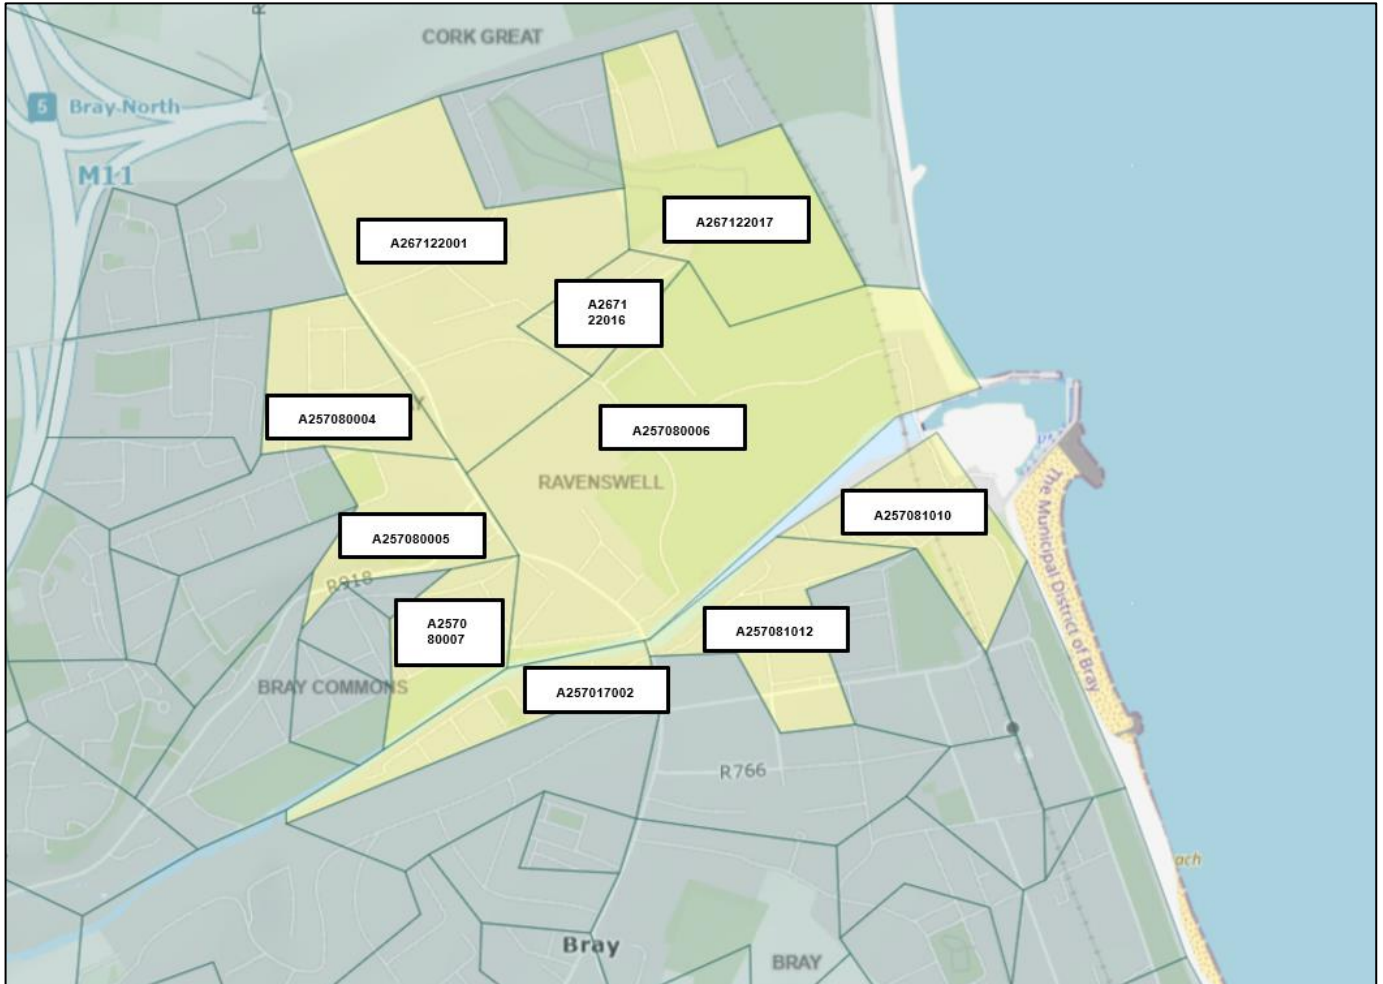 CORK GREAT
5 Bray North
M11
A267122017
A267122001
A2671
22016
A257080004
A257080006
RAVENSWELL
A257081010
A257080005
R918
A2570
80007
A257081012
BRAY COMMONS
A257017002
The Municipal District of Bray
R766
ach
Bray
BRAY